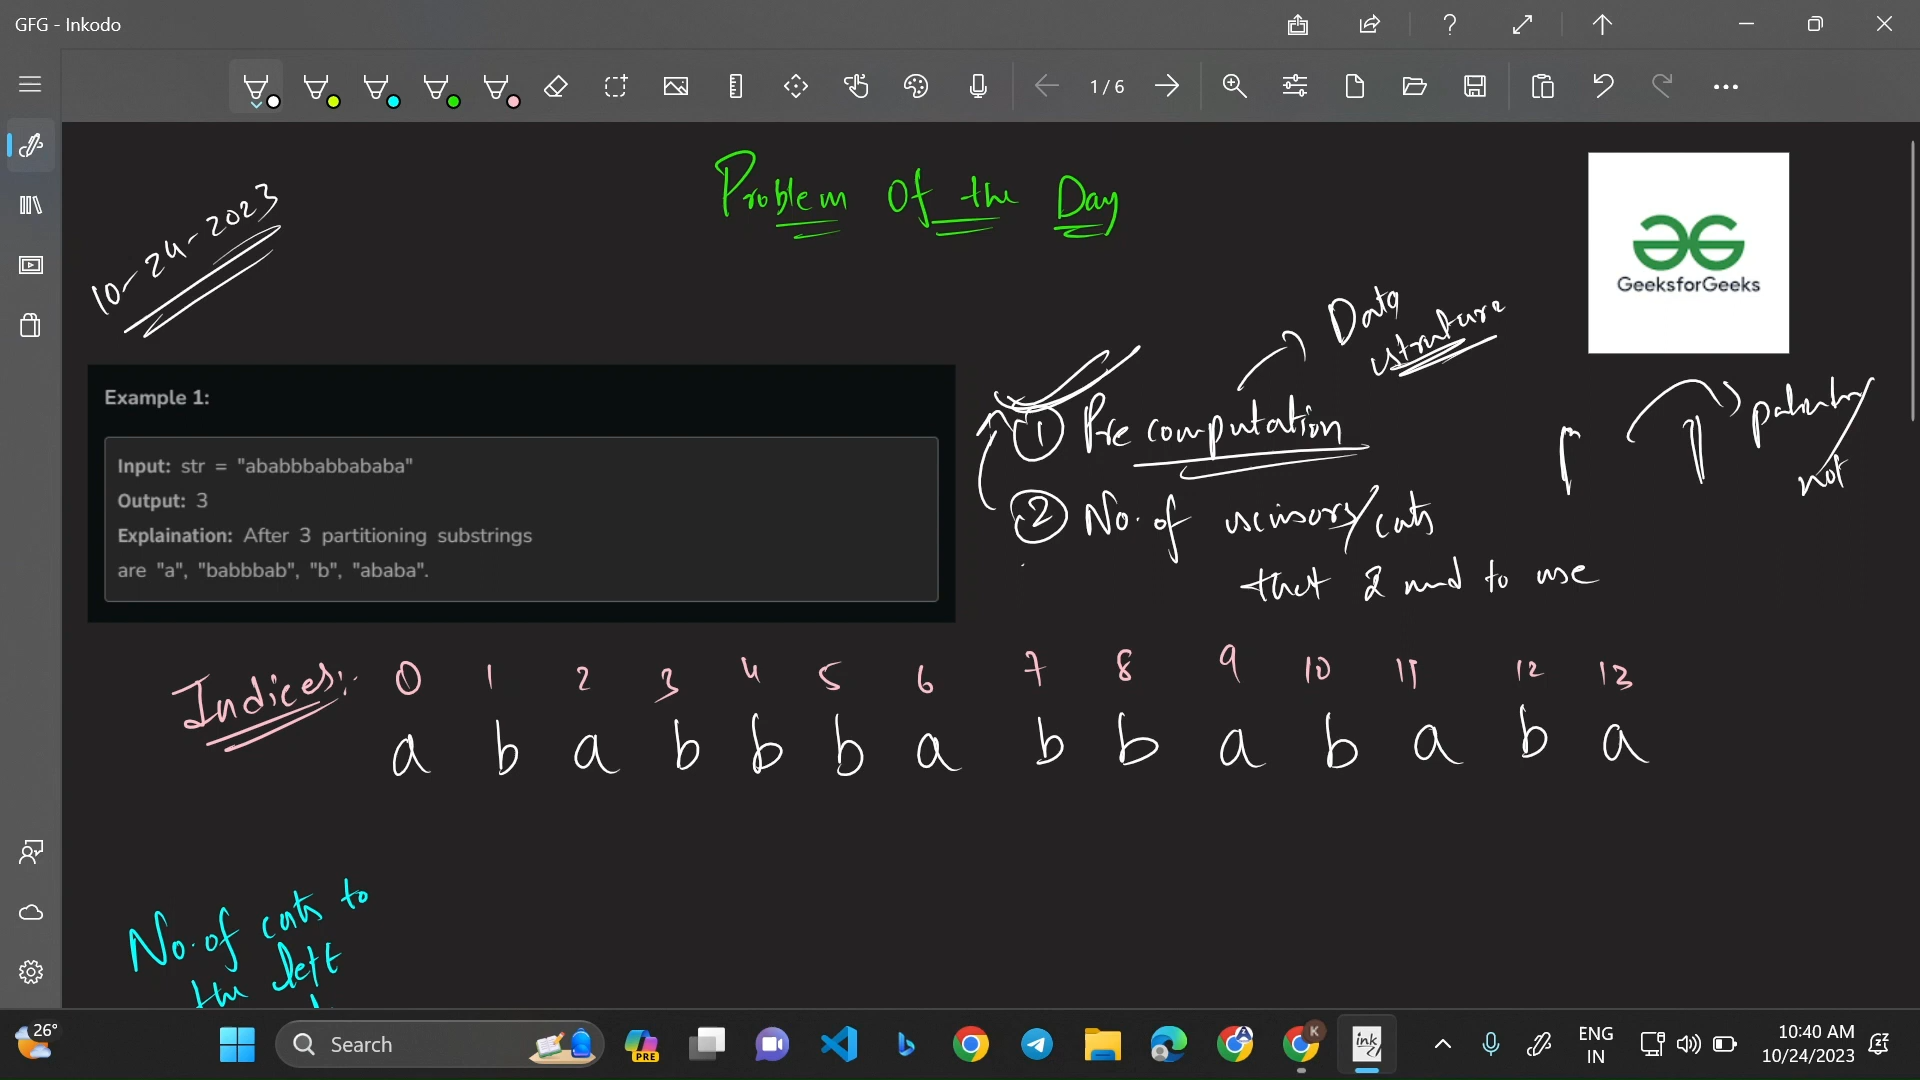 GFG - Inkodo
1 / 6
Problem Of the Day
10-24-2023
GeeksforGeeks
Data
structure
Example 1:
Input: str = "ababbbabbababa"
Output: 3
Explaination: After 3 partitioning substrings
are "a", "babbbab", "b", "ababa".
1 Pre computation
not
2 No. of scissors/cuts
that I need to use
Indices: 0 1 2 3 4 5 6 7 8 9 10 11 12 13
a b a b b b a b b a b a b a
No. of cuts to
the left
26°
Search
PRE
K
ink
ENG
IN
10:40 AM
10/24/2023